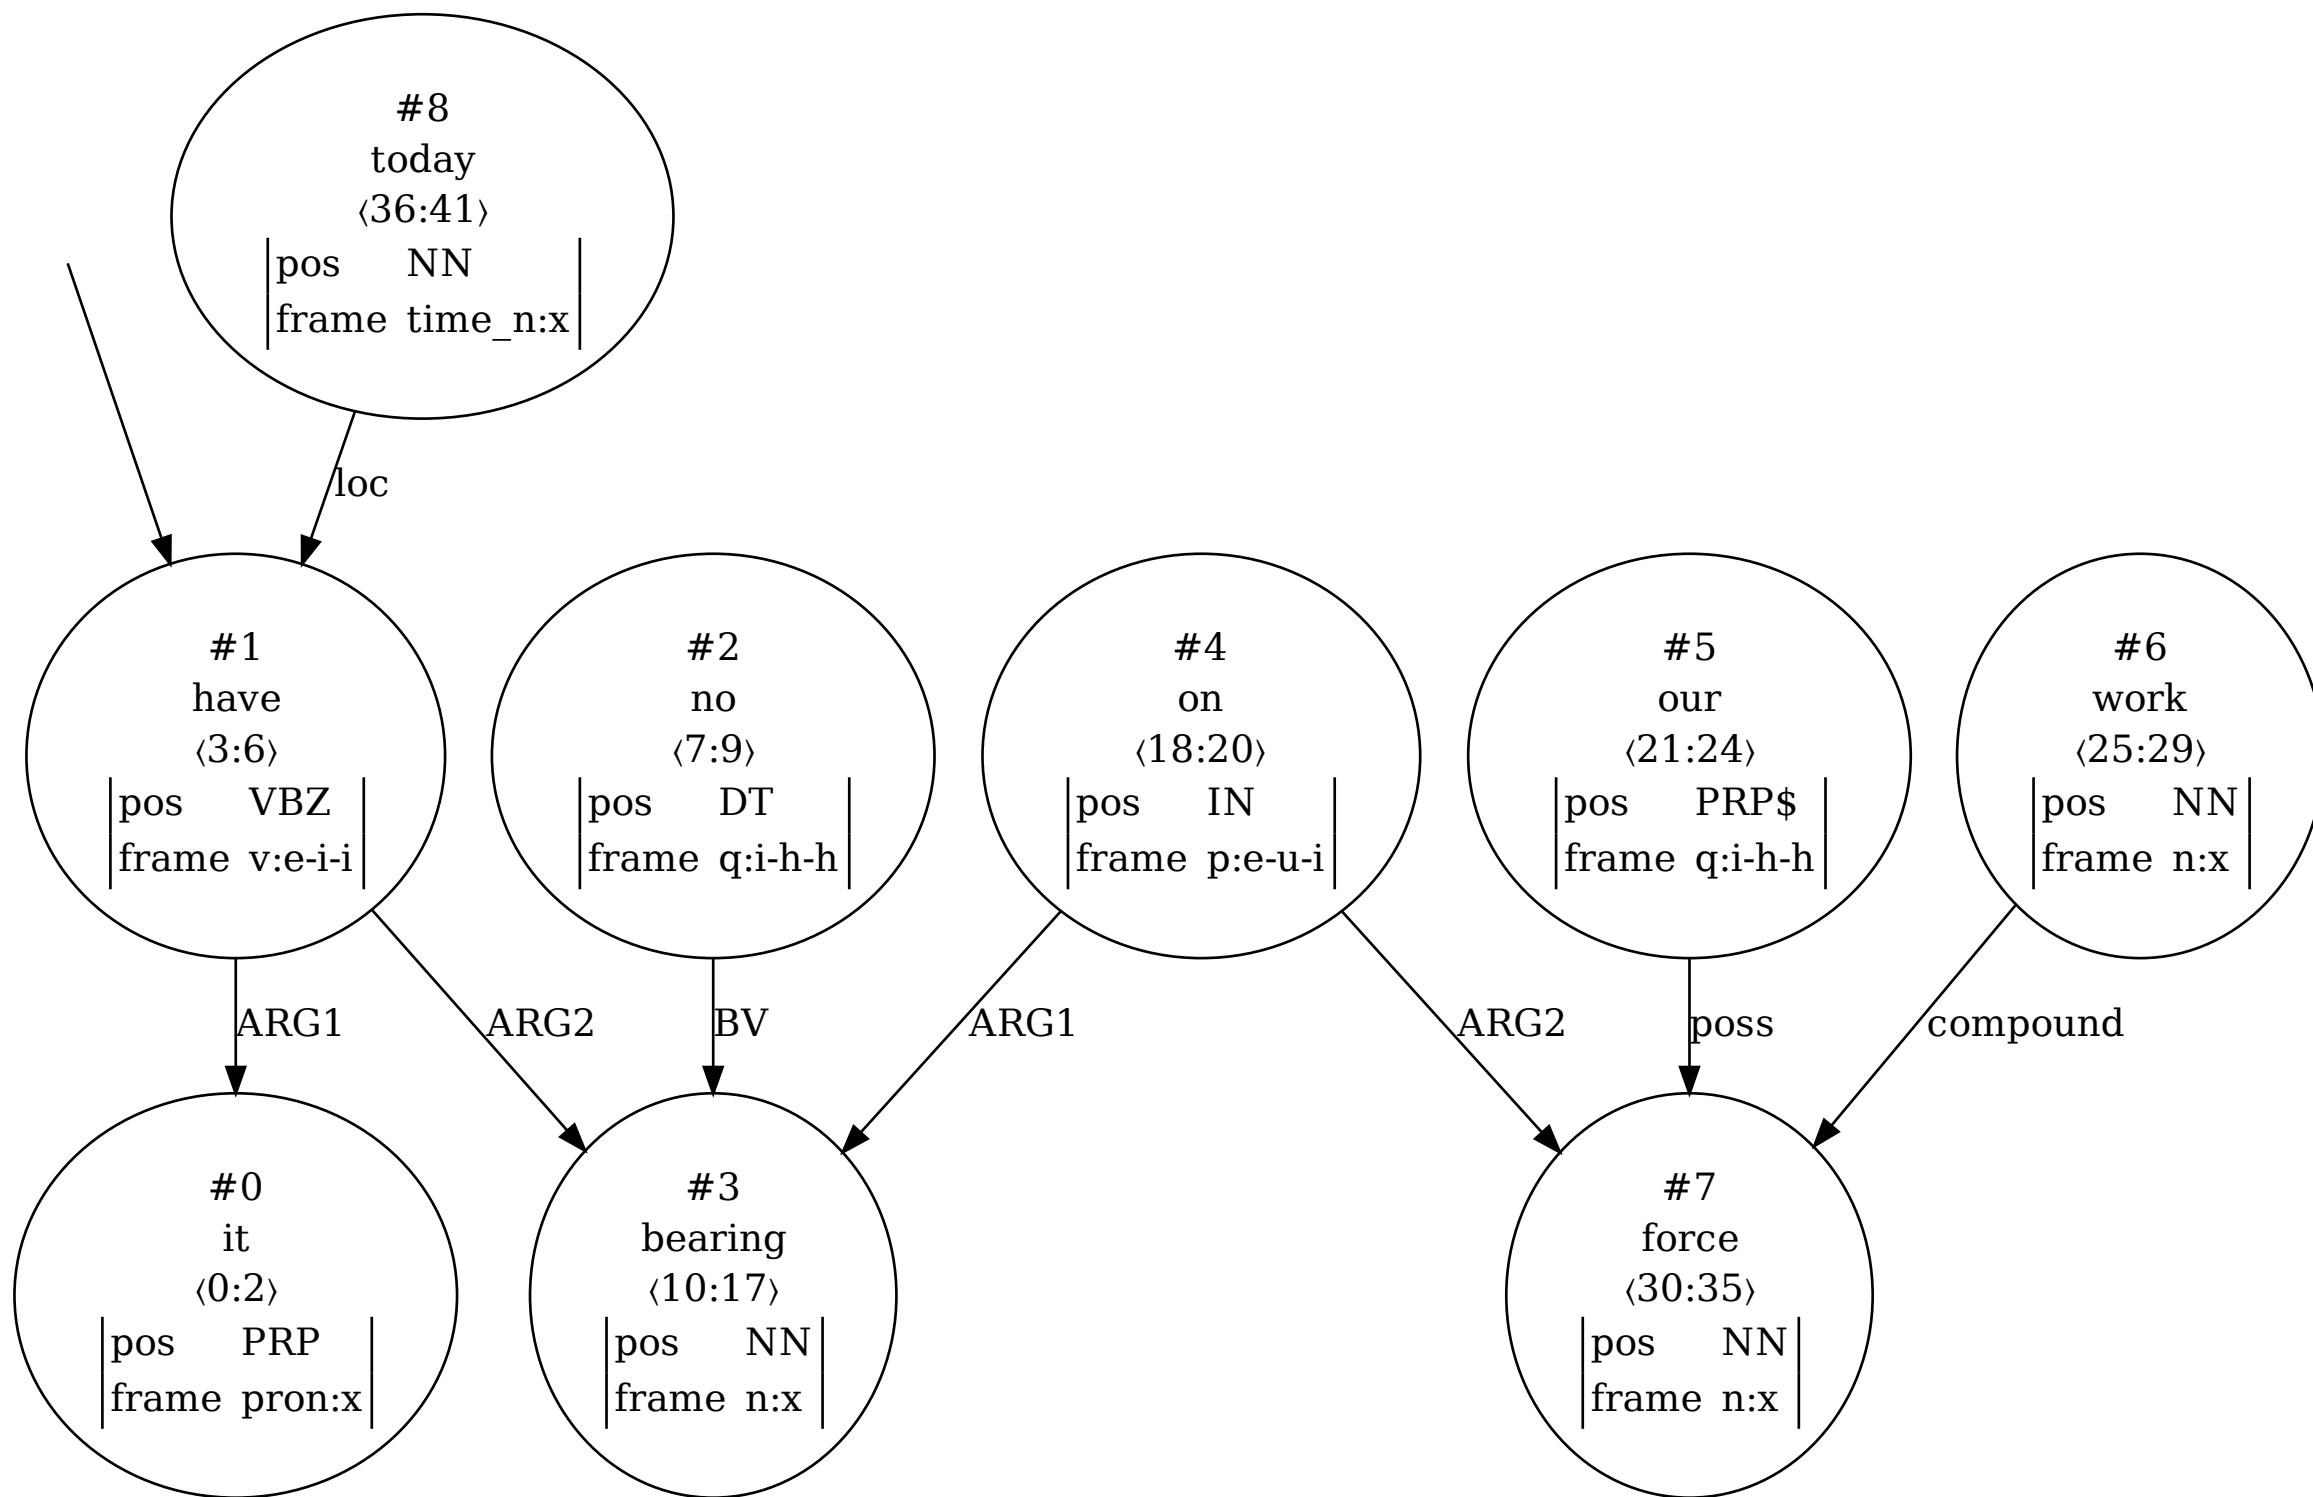 #8
today
⟨36:41⟩
pos NN
frame time_n:x
loc
#1
have
⟨3:6⟩
pos VBZ
frame v:e-i-i
#2
no
⟨7:9⟩
pos DT
frame q:i-h-h
#4
on
⟨18:20⟩
pos IN
frame p:e-u-i
#5
our
⟨21:24⟩
pos PRP$
frame q:i-h-h
#6
work
⟨25:29⟩
pos NN
frame n:x
ARG1
ARG2
BV
ARG1
ARG2
poss
compound
#0
it
⟨0:2⟩
pos PRP
frame pron:x
#3
bearing
⟨10:17⟩
pos NN
frame n:x
#7
force
⟨30:35⟩
pos NN
frame n:x